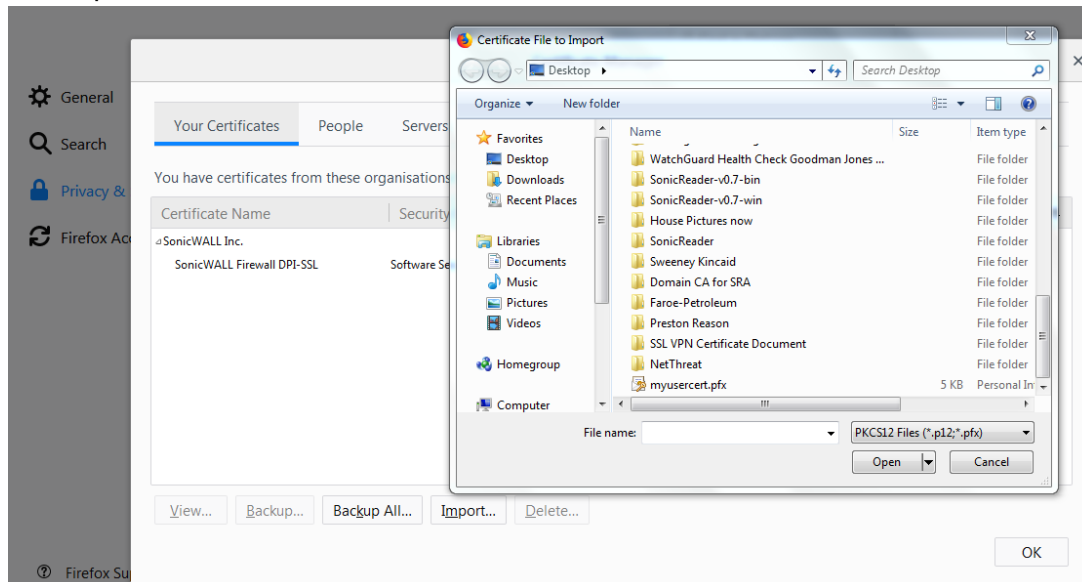 Certificate File to Import
Desktop
Search Desktop
Organize
New folder
General
Search
Privacy &
Firefox Acc
Your Certificates
People
Servers
You have certificates from these organisations
Certificate Name
Security
SonicWALL Inc.
SonicWALL Firewall DPI-SSL
Software Se
Favorites
Desktop
Downloads
Recent Places
Libraries
Documents
Music
Pictures
Videos
Homegroup
Computer
Name
Size
Item type
WatchGuard Health Check Goodman Jones ...
File folder
SonicReader-v0.7-bin
File folder
SonicReader-v0.7-win
File folder
House Pictures now
File folder
SonicReader
File folder
Sweeney Kincaid
File folder
Domain CA for SRA
File folder
Faroe-Petroleum
File folder
Preston Reason
File folder
SSL VPN Certificate Document
File folder
NetThreat
File folder
myusercert.pfx
5 KB
Personal In
File name:
PKCS12 Files (*.p12;*.pfx)
Open
Cancel
View...
Backup...
Backup All...
Import...
Delete...
OK
Firefox Su